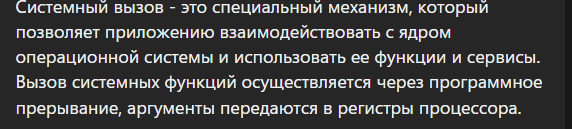 Системный вызов - это специальный механизм, который
позволяет приложению взаимодействовать с ядром
операционной системы и использовать ее функции и сервисы.
Вызов системных функций осуществляется через программное
прерывание, аргументы передаются в регистры процессора.